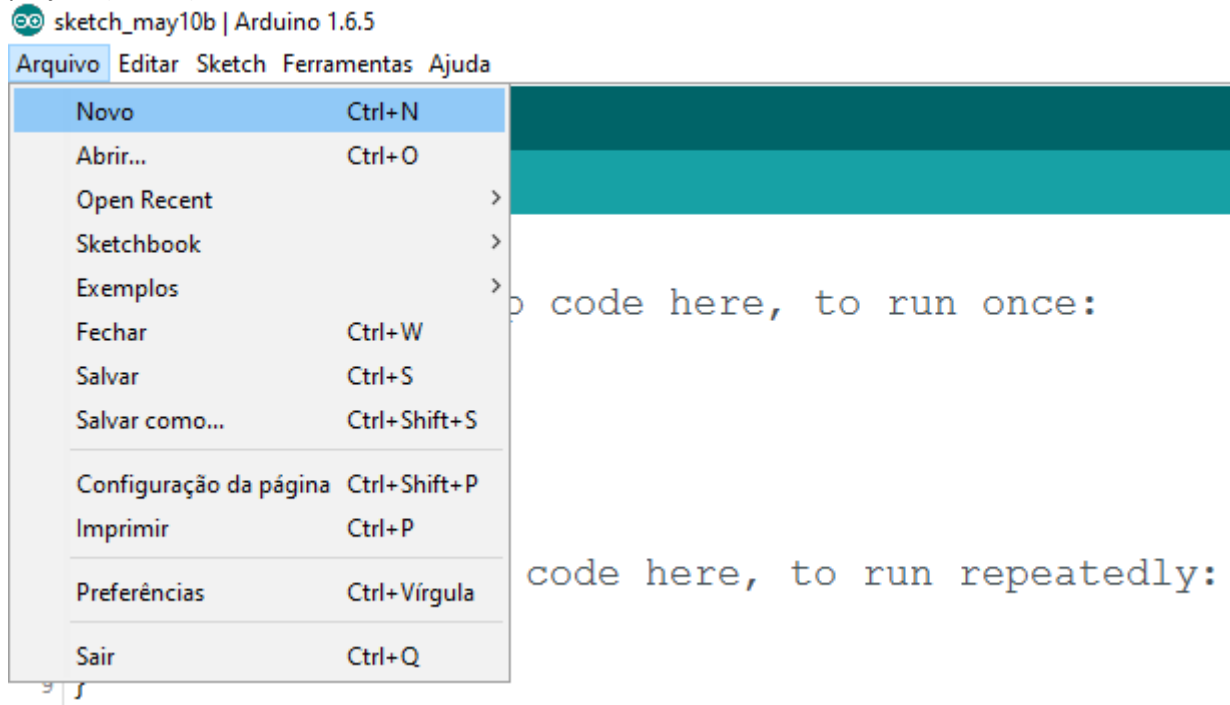 sketch_may10b | Arduino 1.6.5
Arquivo Editar Sketch Ferramentas Ajuda
Novo Ctrl+N
Abrir... Ctrl+O
Open Recent >
Sketchbook >
Exemplos >
code here, to run once:
Fechar Ctrl+W
Salvar Ctrl+S
Salvar como... Ctrl+Shift+S
Configuração da página Ctrl+Shift+P
Imprimir Ctrl+P
code here, to run repeatedly:
Preferências Ctrl+Vírgula
Sair Ctrl+Q
9 }